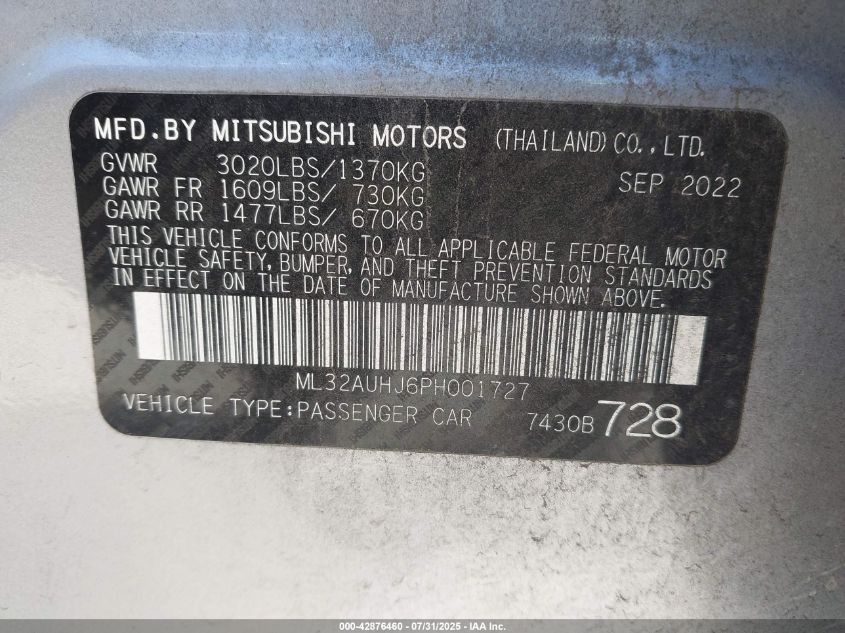 MFD.BY MITSUBISHI MOTORS (THAILAND)CO.,LTD.
GVWR 3020LBS/1370KG SEP 2022
GAWR FR 1609LBS/ 730KG
GAWR RR 1477LBS/ 670KG
THIS VEHICLE CONFORMS TO ALL APPLICABLE FEDERAL MOTOR
VEHICLE SAFETY, BUMPER, AND THEFT PREVENTION STANDARDS
IN EFFECT ON THE DATE OF MANUFACTURE SHOWN ABOVE.
ML32AUHJ6PH001727
VEHICLE TYPE:PASSENGER CAR 7430B 728
000-42876460 - 07/31/2025 - IAA Inc.